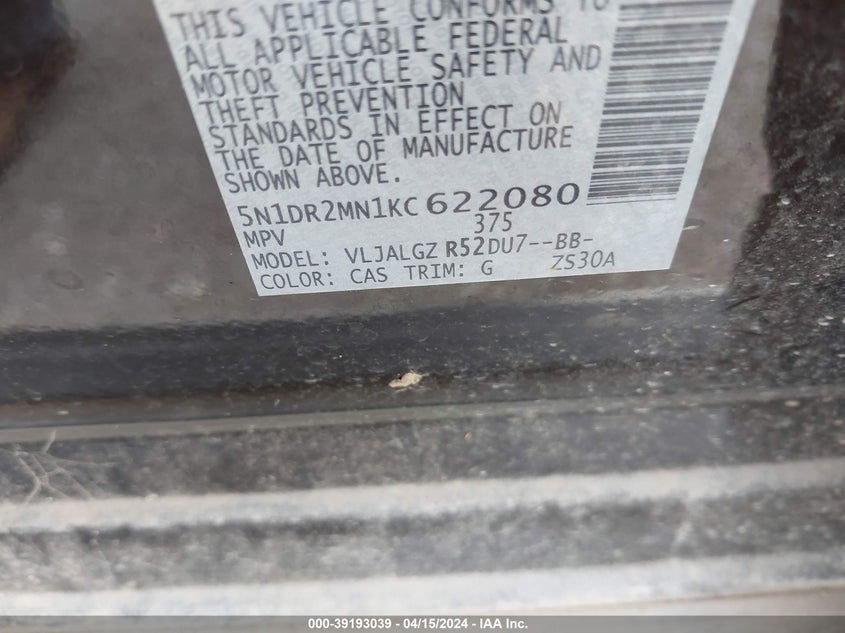 THIS VEHICLE CONFORMS TO
ALL APPLICABLE FEDERAL
MOTOR VEHICLE SAFETY AND
THEFT PREVENTION
STANDARDS IN EFFECT ON
THE DATE OF MANUFACTURE
SHOWN ABOVE.
5N1DR2MN1KC622080
MPV 375
MODEL: VLJALGZ R52DU7--BB-
COLOR: CAS TRIM: G ZS30A
000-39193039 - 04/15/2024 - IAA Inc.